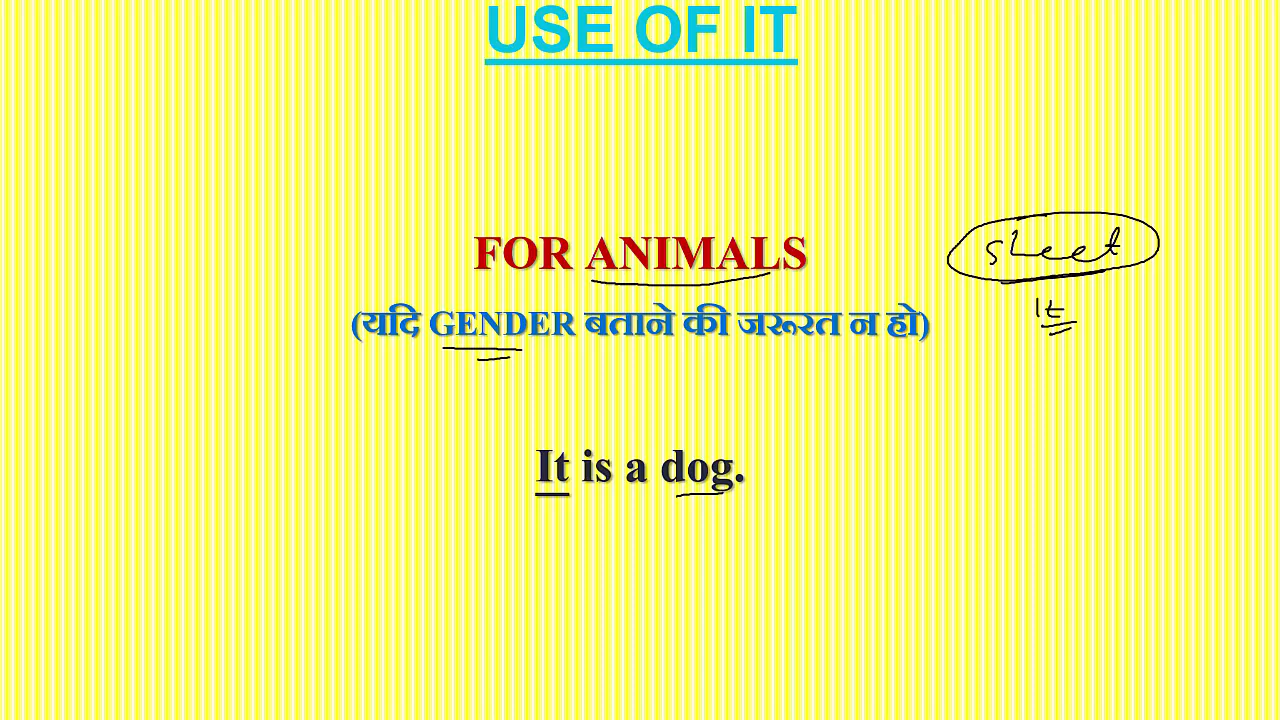 USE OF IT
FOR ANIMALS
(यदि GENDER बताने की जरूरत न हो)
sheet
It
It is a dog.